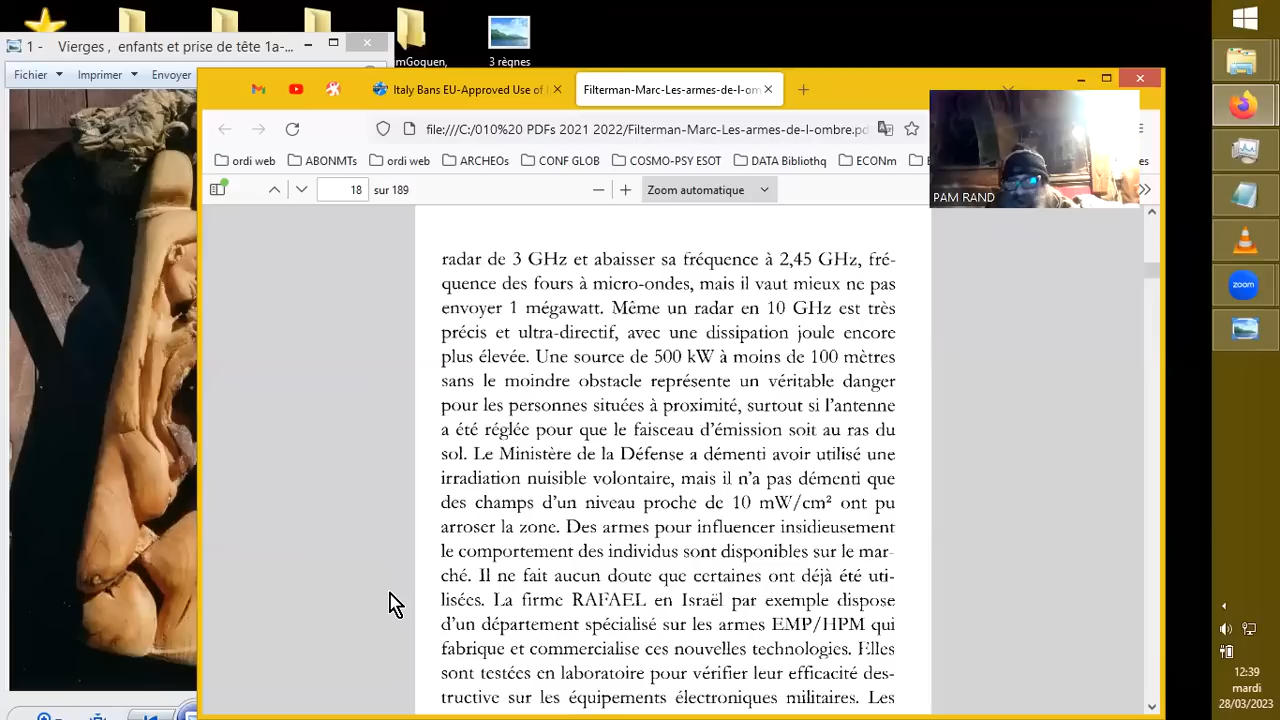 mGoquen,
3 règnes
1 - Vierges , enfants et prise de tête 1a-...
Fichier Imprimer Envoyer
Italy Bans EU-Approved Use of
Filterman-Marc-Les-armes-de-l-om
file:///C:/010%20 PDFs 2021 2022/Filterman-Marc-Les-armes-de-l-ombre.pd
ordi web ABONMTs ordi web ARCHEOs CONF GLOB COSMO-PSY ESOT DATA Bibliothq ECONm
18 sur 189 Zoom automatique
PAM RAND
radar de 3 GHz et abaisser sa fréquence à 2,45 GHz, fré-
quence des fours à micro-ondes, mais il vaut mieux ne pas
envoyer 1 mégawatt. Même un radar en 10 GHz est très
précis et ultra-directif, avec une dissipation joule encore
plus élevée. Une source de 500 kW à moins de 100 mètres
sans le moindre obstacle représente un véritable danger
pour les personnes situées à proximité, surtout si l'antenne
a été réglée pour que le faisceau d'émission soit au ras du
sol. Le Ministère de la Défense a démenti avoir utilisé une
irradiation nuisible volontaire, mais il n'a pas démenti que
des champs d'un niveau proche de 10 mW/cm² ont pu
arroser la zone. Des armes pour influencer insidieusement
le comportement des individus sont disponibles sur le mar-
ché. Il ne fait aucun doute que certaines ont déjà été uti-
lisées. La firme RAFAEL en Israël par exemple dispose
d'un département spécialisé sur les armes EMP/HPM qui
fabrique et commercialise ces nouvelles technologies. Elles
sont testées en laboratoire pour vérifier leur efficacité des-
tructive sur les équipements électroniques militaires. Les
zoom
12:39
mardi
28/03/2023